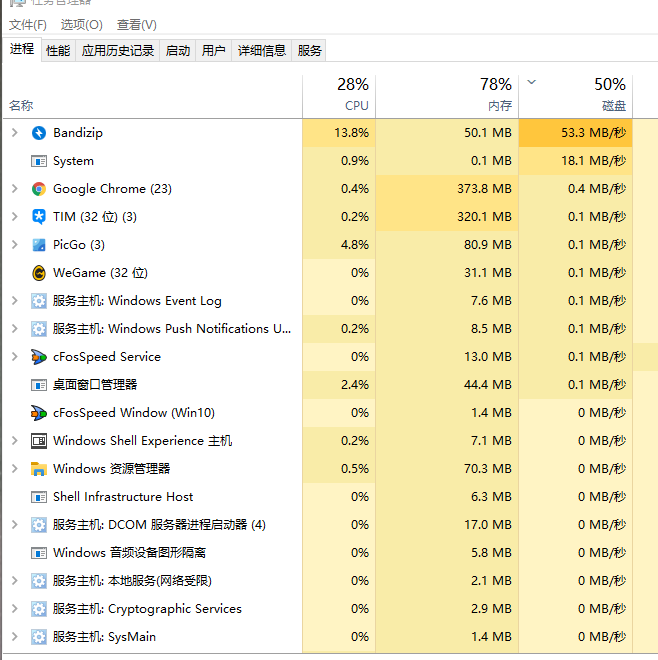 任务管理器
文件(F) 选项(O) 查看(V)
进程 性能 应用历史记录 启动 用户 详细信息 服务
28% 78% 50%
名称 CPU 内存 磁盘
Bandizip 13.8% 50.1 MB 53.3 MB/秒
System 0.9% 0.1 MB 18.1 MB/秒
Google Chrome (23) 0.4% 373.8 MB 0.4 MB/秒
TIM (32 位) (3) 0.2% 320.1 MB 0.1 MB/秒
PicGo (3) 4.8% 80.9 MB 0.1 MB/秒
WeGame (32 位) 0% 31.1 MB 0.1 MB/秒
服务主机: Windows Event Log 0% 7.6 MB 0.1 MB/秒
服务主机: Windows Push Notifications U... 0.2% 8.5 MB 0.1 MB/秒
cFosSpeed Service 0% 13.0 MB 0.1 MB/秒
桌面窗口管理器 2.4% 44.4 MB 0.1 MB/秒
cFosSpeed Window (Win10) 0% 1.4 MB 0 MB/秒
Windows Shell Experience 主机 0.2% 7.1 MB 0 MB/秒
Windows 资源管理器 0.5% 70.3 MB 0 MB/秒
Shell Infrastructure Host 0% 6.3 MB 0 MB/秒
服务主机: DCOM 服务器进程启动器 (4) 0% 17.0 MB 0 MB/秒
Windows 音频设备图形隔离 0% 5.8 MB 0 MB/秒
服务主机: 本地服务(网络受限) 0% 2.1 MB 0 MB/秒
服务主机: Cryptographic Services 0% 2.9 MB 0 MB/秒
服务主机: SysMain 0% 1.4 MB 0 MB/秒